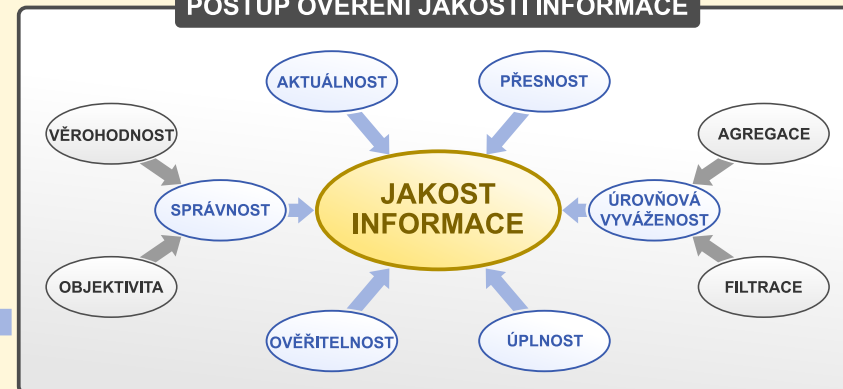 POSTUP OVĚŘENÍ JAKOSTI INFORMACE
AKTUÁLNOST
PŘESNOST
VĚROHODNOST
AGREGACE
SPRÁVNOST
JAKOST
INFORMACE
ÚROVŇOVÁ
VYVÁŽENOST
OBJEKTIVITA
FILTRACE
OVĚŘITELNOST
ÚPLNOST